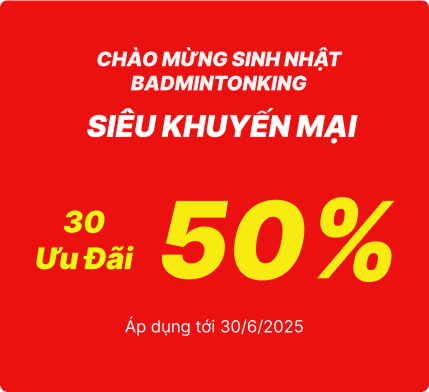 CHÀO MỪNG SINH NHẬT
BADMINTONKING
SIÊU KHUYẾN MẠI
30
Ưu Đãi
50%
Áp dụng tới 30/6/2025